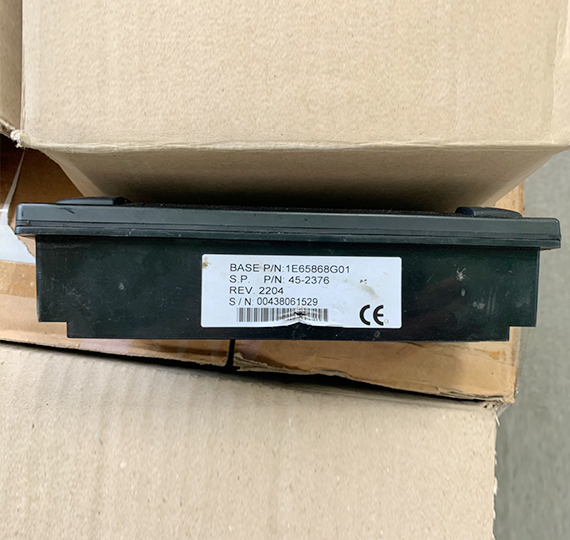 BASE P/N:1E65868G01
S.P. P/N: 45-2376
REV. 2204
S / N: 00438061529
CE